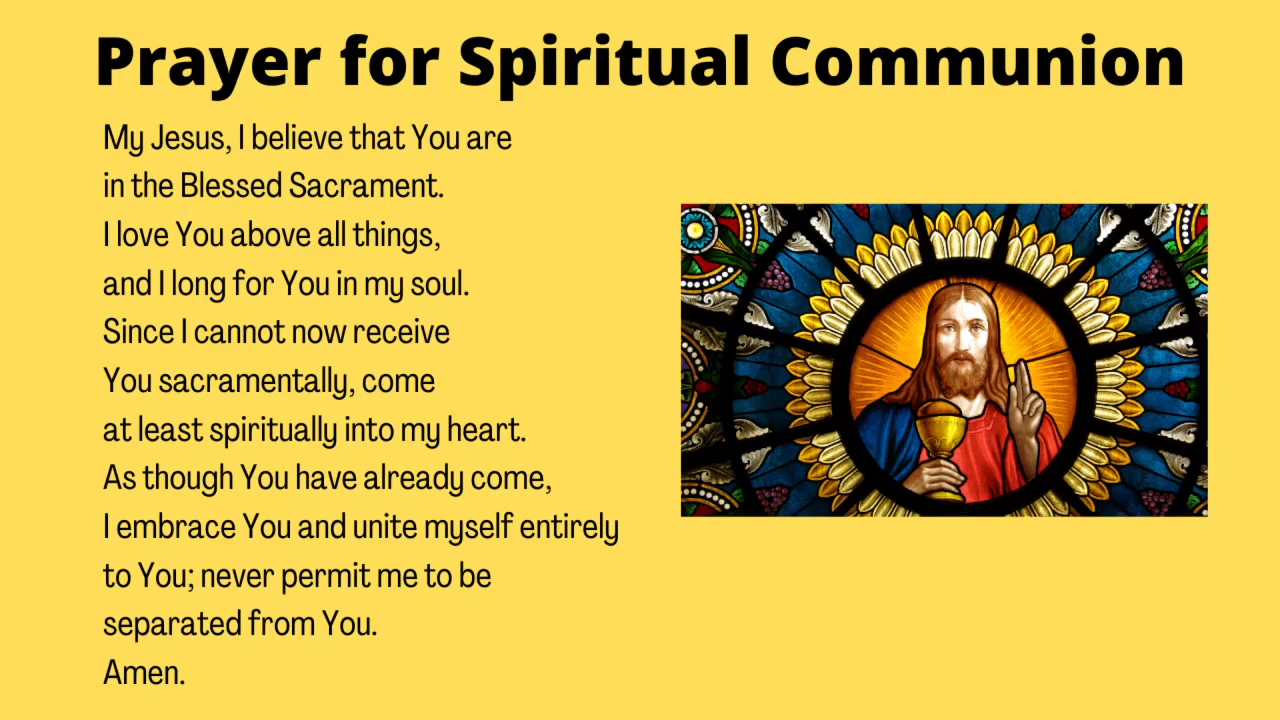 Prayer for Spiritual Communion
My Jesus, I believe that You are
in the Blessed Sacrament.
I love You above all things,
and I long for You in my soul.
Since I cannot now receive
You sacramentally, come
at least spiritually into my heart.
As though You have already come,
I embrace You and unite myself entirely
to You; never permit me to be
separated from You.
Amen.